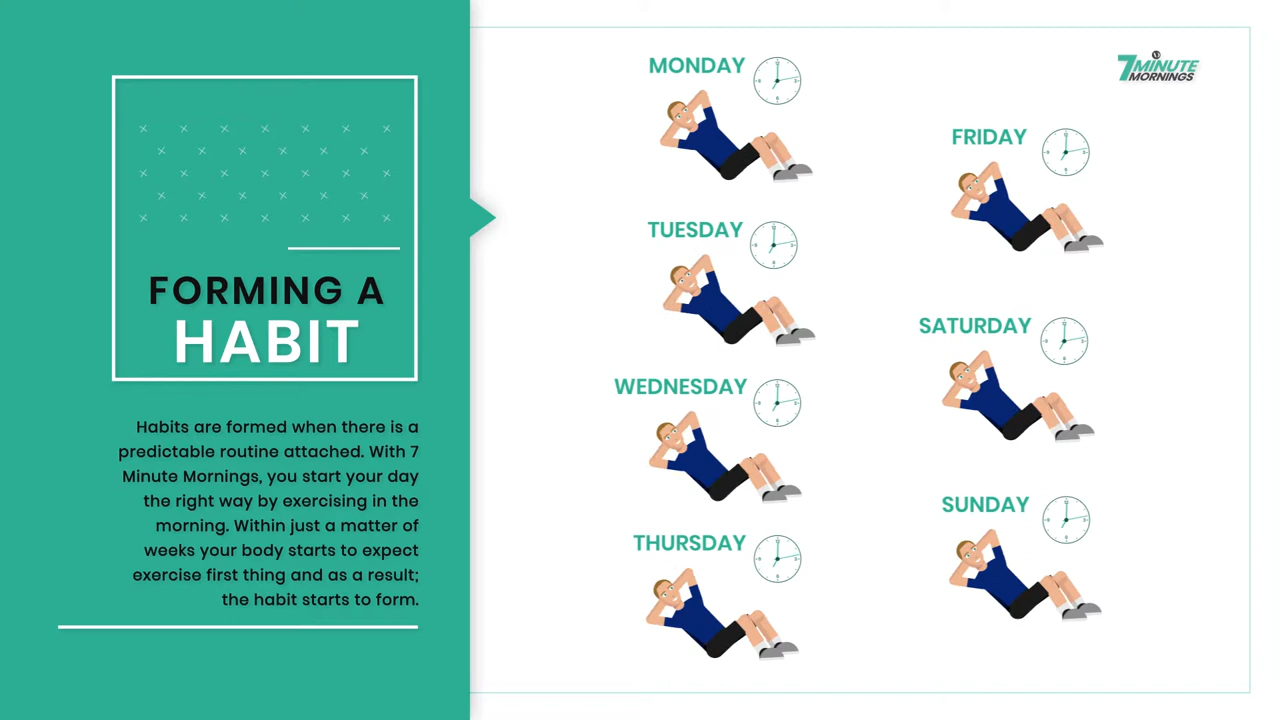 FORMING A
HABIT
Habits are formed when there is a
predictable routine attached. With 7
Minute Mornings, you start your day
the right way by exercising in the
morning. Within just a matter of
weeks your body starts to expect
exercise first thing and as a result;
the habit starts to form.
MONDAY
TUESDAY
WEDNESDAY
THURSDAY
FRIDAY
SATURDAY
SUNDAY
7 MINUTE
MORNINGS